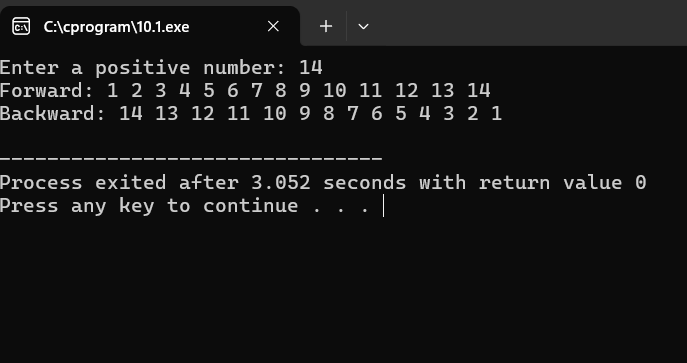 C:\cprogram\10.1.exe
Enter a positive number: 14
Forward: 1 2 3 4 5 6 7 8 9 10 11 12 13 14
Backward: 14 13 12 11 10 9 8 7 6 5 4 3 2 1
--------------------------------
Process exited after 3.052 seconds with return value 0
Press any key to continue . . .